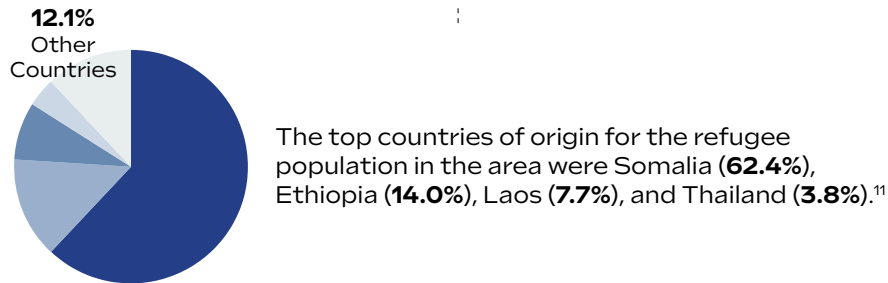 12.1%
Other
Countries
The top countries of origin for the refugee
population in the area were Somalia (62.4%),
Ethiopia (14.0%), Laos (7.7%), and Thailand (3.8%).¹¹